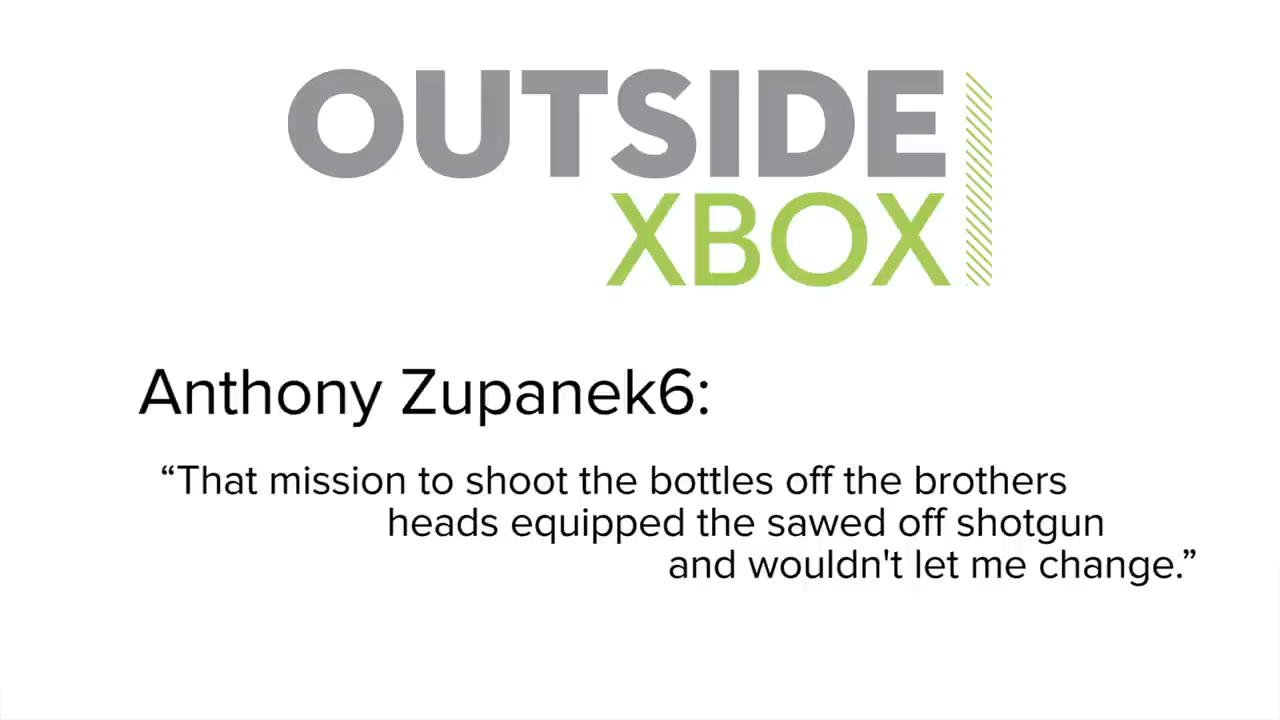 OUTSIDE
XBOX
Anthony Zupanek6:
“That mission to shoot the bottles off the brothers
heads equipped the sawed off shotgun
and wouldn't let me change.”